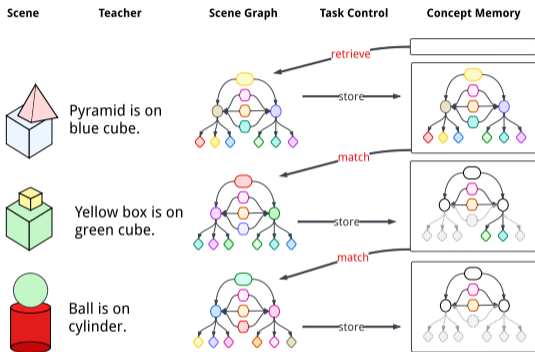 Scene Teacher Scene Graph Task Control Concept Memory
retrieve
Pyramid is on
blue cube.
store
match
Yellow box is on
green cube.
store
match
Ball is on
cylinder.
store